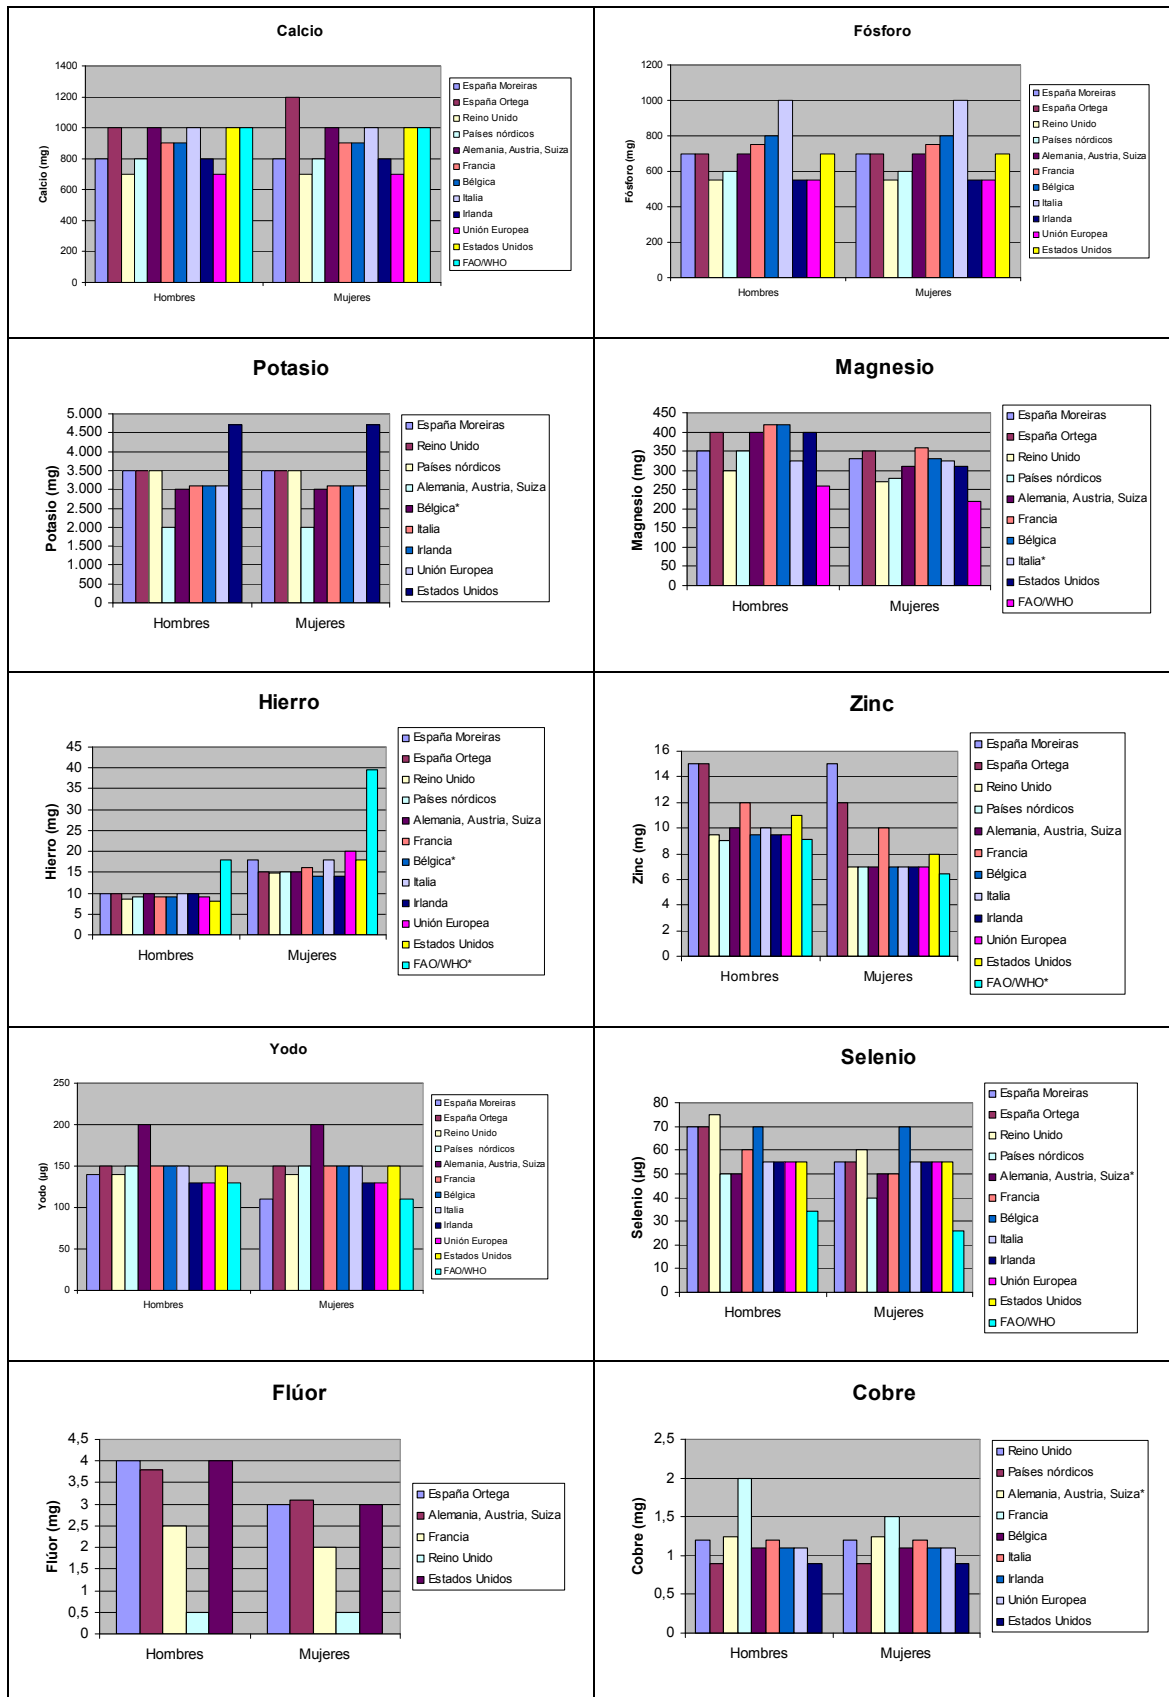 Calcio
1400
1200
1000
800
600
400
200
0
Calcio (mg)
Hombres
Mujeres
España Moreiras
España Ortega
Reino Unido
Países nórdicos
Alemania, Austria, Suiza
Francia
Bélgica
Italia
Irlanda
Unión Europea
Estados Unidos
FAO/WHO
Fósforo
1200
1000
800
600
400
200
0
Fósforo (mg)
Hombres
Mujeres
España Moreiras
España Ortega
Reino Unido
Países nórdicos
Alemania, Austria, Suiza
Francia
Bélgica
Italia
Irlanda
Unión Europea
Estados Unidos
Potasio
5.000
4.500
4.000
3.500
3.000
2.500
2.000
1.500
1.000
500
0
Potasio (mg)
Hombres
Mujeres
España Moreiras
Reino Unido
Países nórdicos
Alemania, Austria, Suiza
Bélgica*
Italia
Irlanda
Unión Europea
Estados Unidos
Magnesio
450
400
350
300
250
200
150
100
50
0
Magnesio (mg)
Hombres
Mujeres
España Moreiras
España Ortega
Reino Unido
Países nórdicos
Alemania, Austria, Suiza
Francia
Bélgica
Italia*
Estados Unidos
FAO/WHO
Hierro
45
40
35
30
25
20
15
10
5
0
Hierro (mg)
Hombres
Mujeres
España Moreiras
España Ortega
Reino Unido
Países nórdicos
Alemania, Austria, Suiza
Francia
Bélgica*
Italia
Irlanda
Unión Europea
Estados Unidos
FAO/WHO*
Zinc
16
14
12
10
8
6
4
2
0
Zinc (mg)
Hombres
Mujeres
España Moreiras
España Ortega
Reino Unido
Países nórdicos
Alemania, Austria, Suiza
Francia
Bélgica
Italia
Irlanda
Unión Europea
Estados Unidos
FAO/WHO*
Yodo
250
200
150
100
50
0
Yodo (µg)
Hombres
Mujeres
España Moreiras
España Ortega
Reino Unido
Países nórdicos
Alemania, Austria, Suiza
Francia
Bélgica
Italia
Irlanda
Unión Europea
Estados Unidos
FAO/WHO
Selenio
80
70
60
50
40
30
20
10
0
Selenio (µg)
Hombres
Mujeres
España Moreiras
España Ortega
Reino Unido
Países nórdicos
Alemania, Austria, Suiza*
Francia
Bélgica
Italia
Irlanda
Unión Europea
Estados Unidos
FAO/WHO
Flúor
4,5
4
3,5
3
2,5
2
1,5
1
0,5
0
Flúor (mg)
Hombres
Mujeres
España Ortega
Alemania, Austria, Suiza
Francia
Reino Unido
Estados Unidos
Cobre
2,5
2
1,5
1
0,5
0
Cobre (mg)
Hombres
Mujeres
Reino Unido
Países nórdicos
Alemania, Austria, Suiza*
Francia
Bélgica
Italia
Irlanda
Unión Europea
Estados Unidos